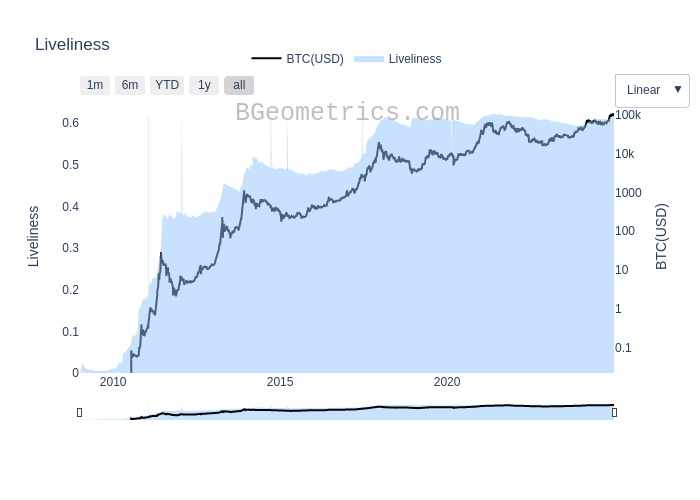 Liveliness
BTC(USD)
Liveliness
1m 6m YTD 1y all
Linear ▼
BGeometrics.com
0.6
0.5
0.4
0.3
0.2
0.1
0
Liveliness
100k
10k
1000
100
10
1
0.1
BTC(USD)
2010 2015 2020